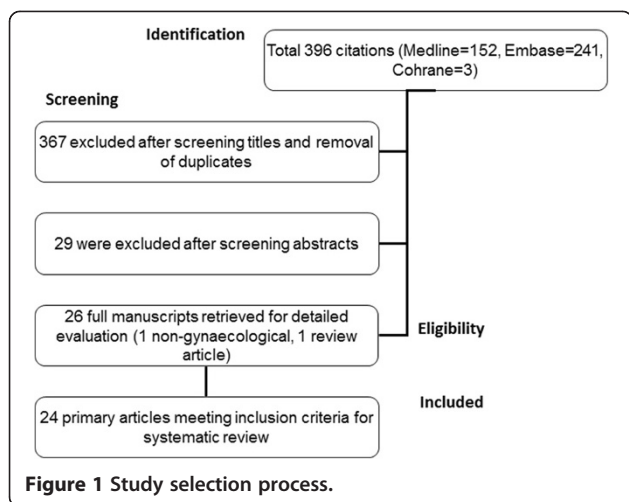 Identification
Total 396 citations (Medline=152, Embase=241,
Cohrane=3)
Screening
367 excluded after screening titles and removal
of duplicates
29 were excluded after screening abstracts
26 full manuscripts retrieved for detailed
evaluation (1 non-gynaecological, 1 review
article)
Eligibility
Included
24 primary articles meeting inclusion criteria for
systematic review
Figure 1 Study selection process.